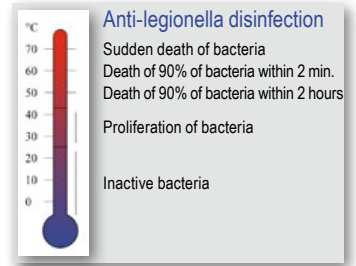 Anti-legionella disinfection
°C
70
Sudden death of bacteria
60
Death of 90% of bacteria within 2 min.
50
Death of 90% of bacteria within 2 hours
40
30
Proliferation of bacteria
20
10
Inactive bacteria
0